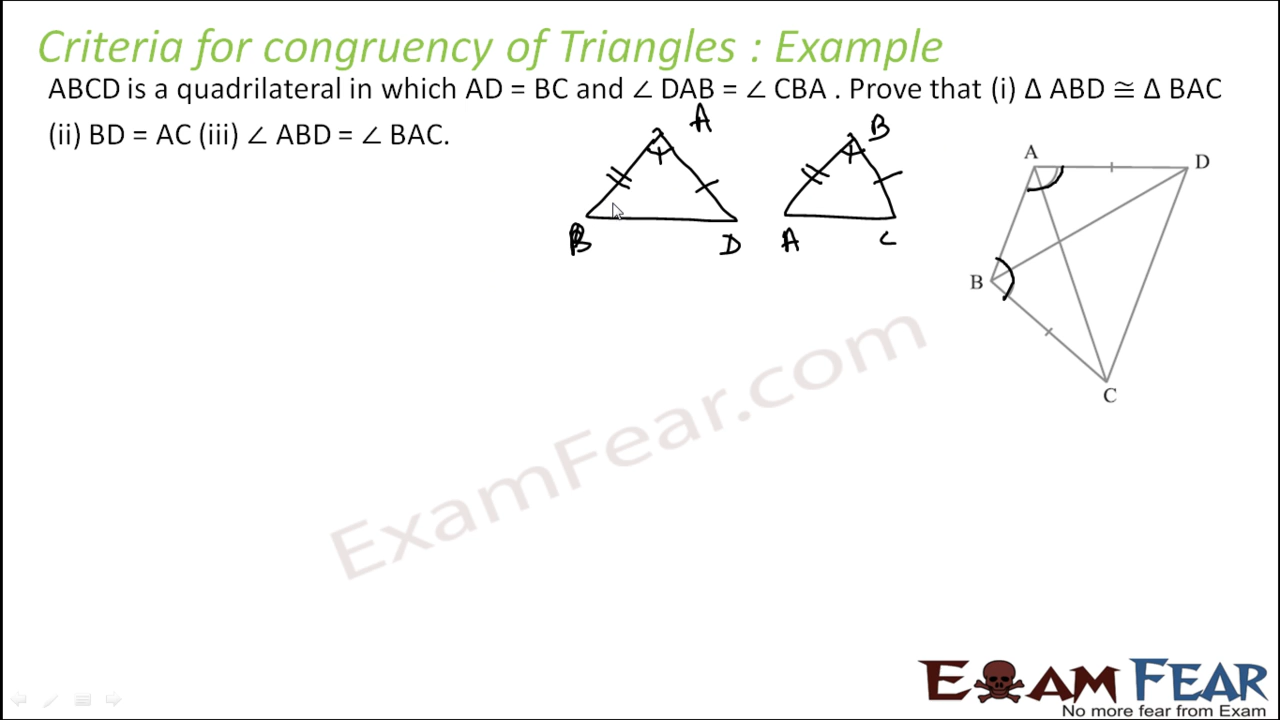 Criteria for congruency of Triangles : Example
ABCD is a quadrilateral in which AD = BC and ∠ DAB = ∠ CBA . Prove that (i) Δ ABD ≅ Δ BAC
(ii) BD = AC (iii) ∠ ABD = ∠ BAC.
A
B
B
D
A
C
A
D
B
C
ExamFear.com
EXAM FEAR
No more fear from Exam